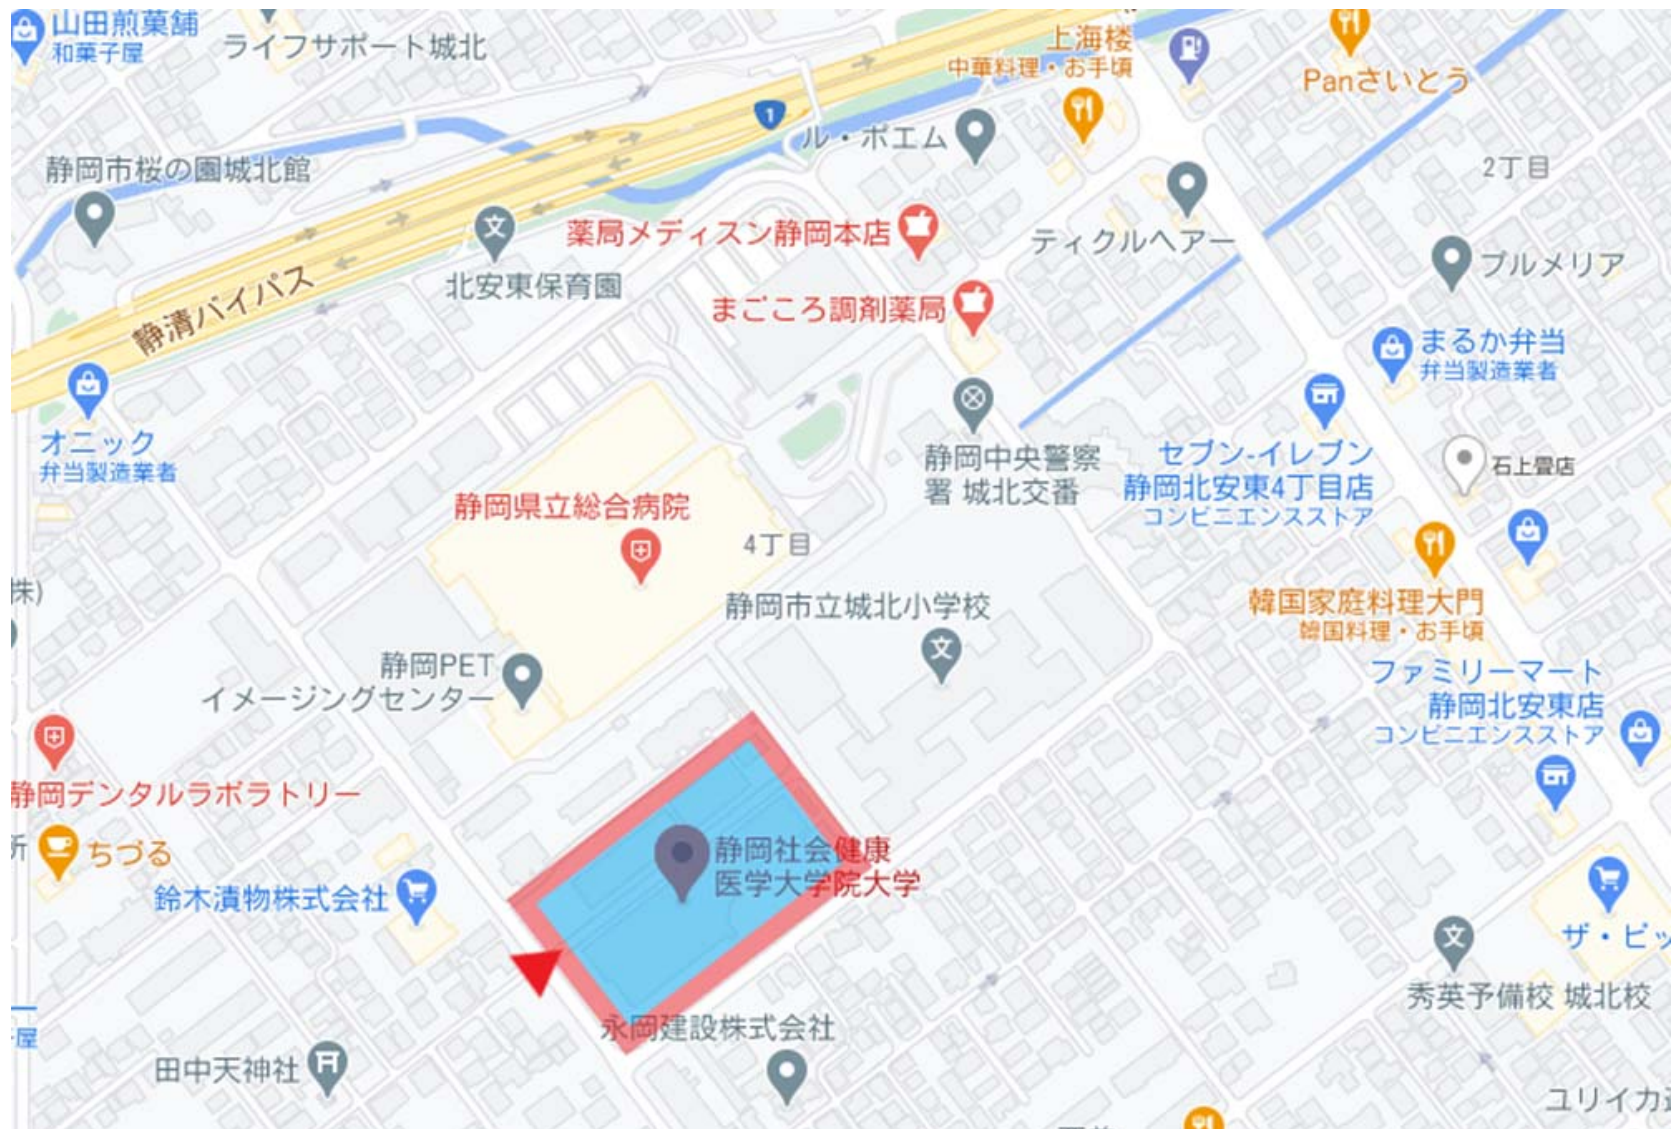 山田煎菓舗
和菓子屋
ライフサポート城北
上海楼
中華料理・お手頃
Panさいとう
1
ル・ポエム
静岡市桜の園城北館
2丁目
薬局メディスン静岡本店
ティクルヘアー
北安東保育園
プルメリア
静清バイパス
まごころ調剤薬局
まるか弁当
弁当製造業者
オニック
弁当製造業者
静岡中央警察
署 城北交番
セブン-イレブン
静岡北安東4丁目店
コンビニエンスストア
石上畳店
静岡県立総合病院
4丁目
株)
静岡市立城北小学校
韓国家庭料理大門
韓国料理・お手頃
静岡PET
イメージングセンター
ファミリーマート
静岡北安東店
コンビニエンスストア
静岡デンタルラボラトリー
所
ちづる
静岡社会健康
医学大学院大学
鈴木漬物株式会社
ザ・ビッ
秀英予備校 城北校
永岡建設株式会社
屋
田中天神社
ユリイカ